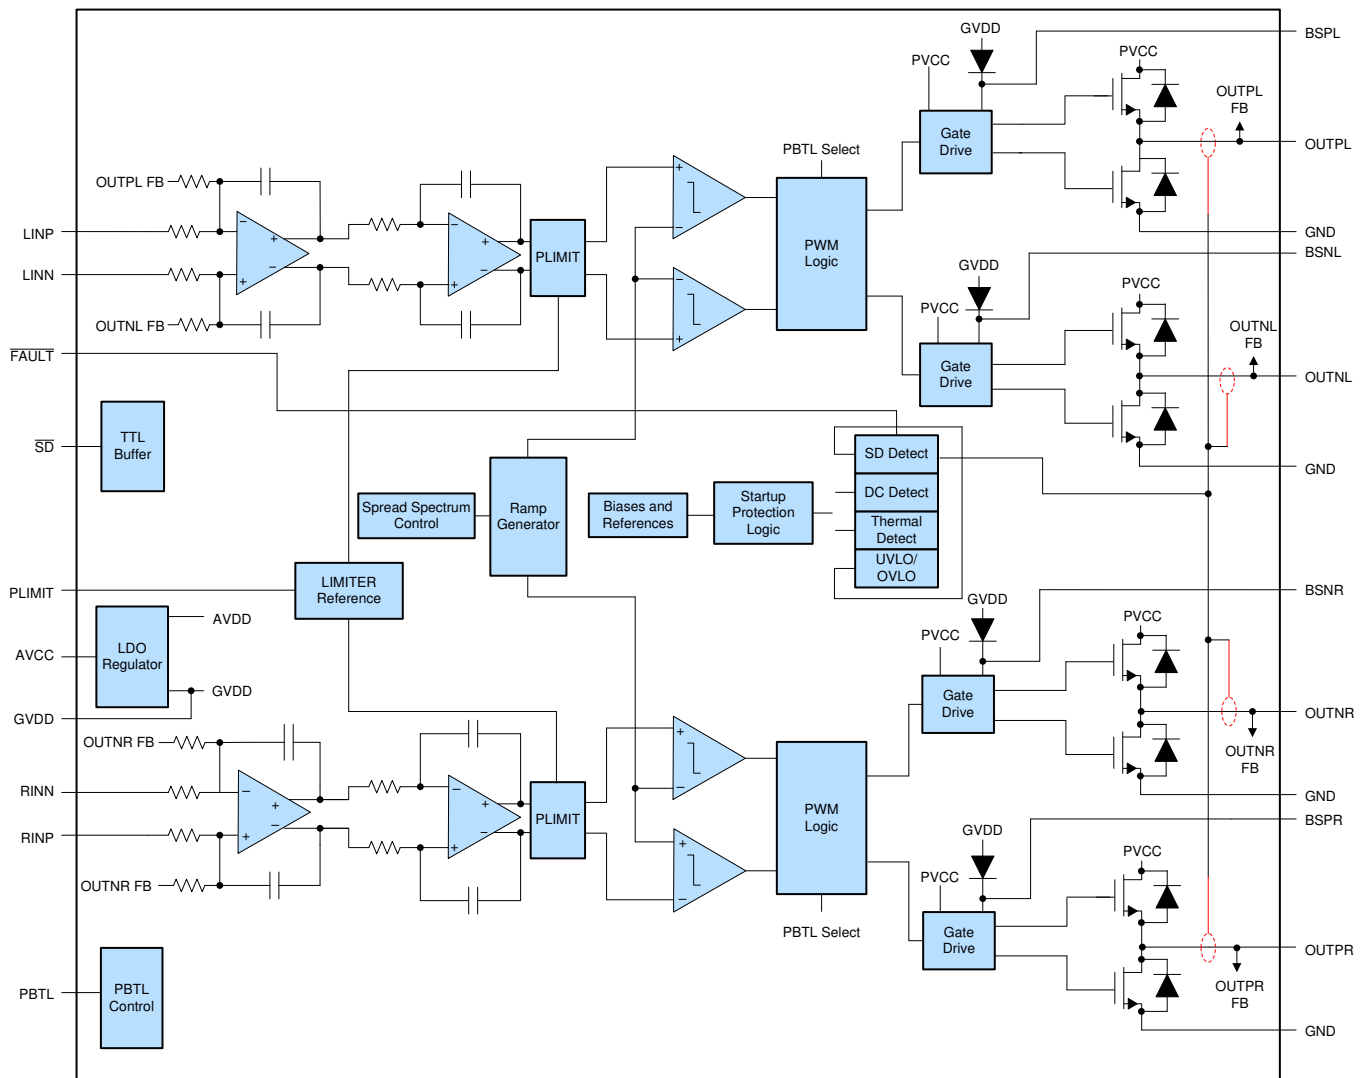 GVDD
BSPL
PVCC
PVCC
OUTPL
FB
Gate
Drive
PBTL Select
OUTPL
OUTPL FB
+
−
−
+
−
+
−
+
LINP
PLIMIT
PWM
Logic
GND
BSNL
LINN
−
+
−
+
−
+
GVDD
PVCC
PVCC
OUTNL FB
OUTNL
FB
FAULT
Gate
Drive
OUTNL
SD
TTL
Buffer
SD Detect
GND
DC Detect
Spread Spectrum
Control
Ramp
Generator
Biases and
References
Startup
Protection
Logic
Thermal
Detect
UVLO/
OVLO
PLIMIT
LIMITER
Reference
GVDD
BSNR
AVDD
PVCC
PVCC
AVCC
LDO
Regulator
GVDD
Gate
Drive
GVDD
OUTNR
OUTNR FB
+
−
OUTNR
FB
RINN
−
+
−
+
PLIMIT
PWM
Logic
GND
RINP
+
−
+
−
+
−
GVDD
BSPR
PVCC
PVCC
OUTNR FB
PBTL Select
Gate
Drive
OUTPR
PBTL
PBTL
Control
OUTPR
FB
GND